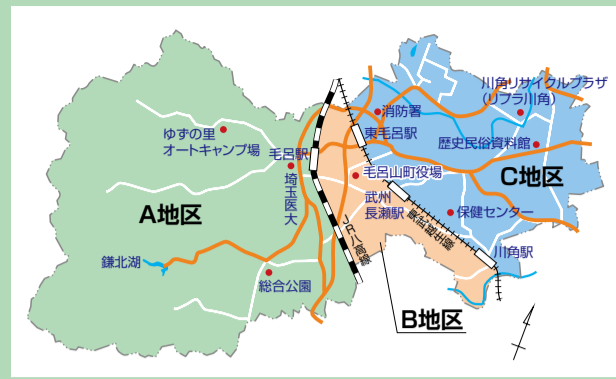 川角リサイクルプラザ
(リプラ川角)
消防署
東毛呂駅
歴史民俗資料館
ゆずの里
オートキャンプ場
毛呂駅
埼玉医大
毛呂山町役場
C地区
A地区
武州
長瀬駅
保健センター
東武越生線
JR八高線
川角駅
鎌北湖
総合公園
B地区